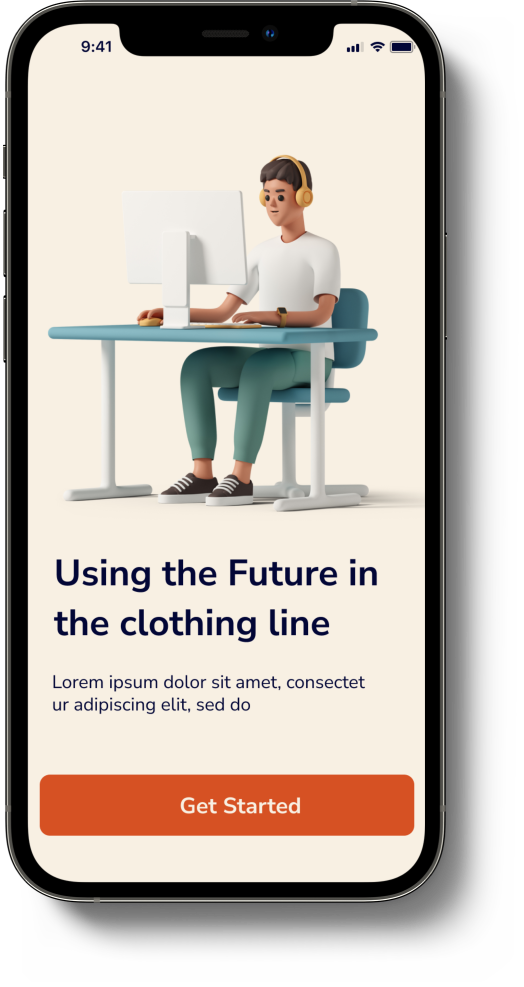 9:41
Using the Future in
the clothing line
Lorem ipsum dolor sit amet, consectet
ur adipiscing elit, sed do
Get Started